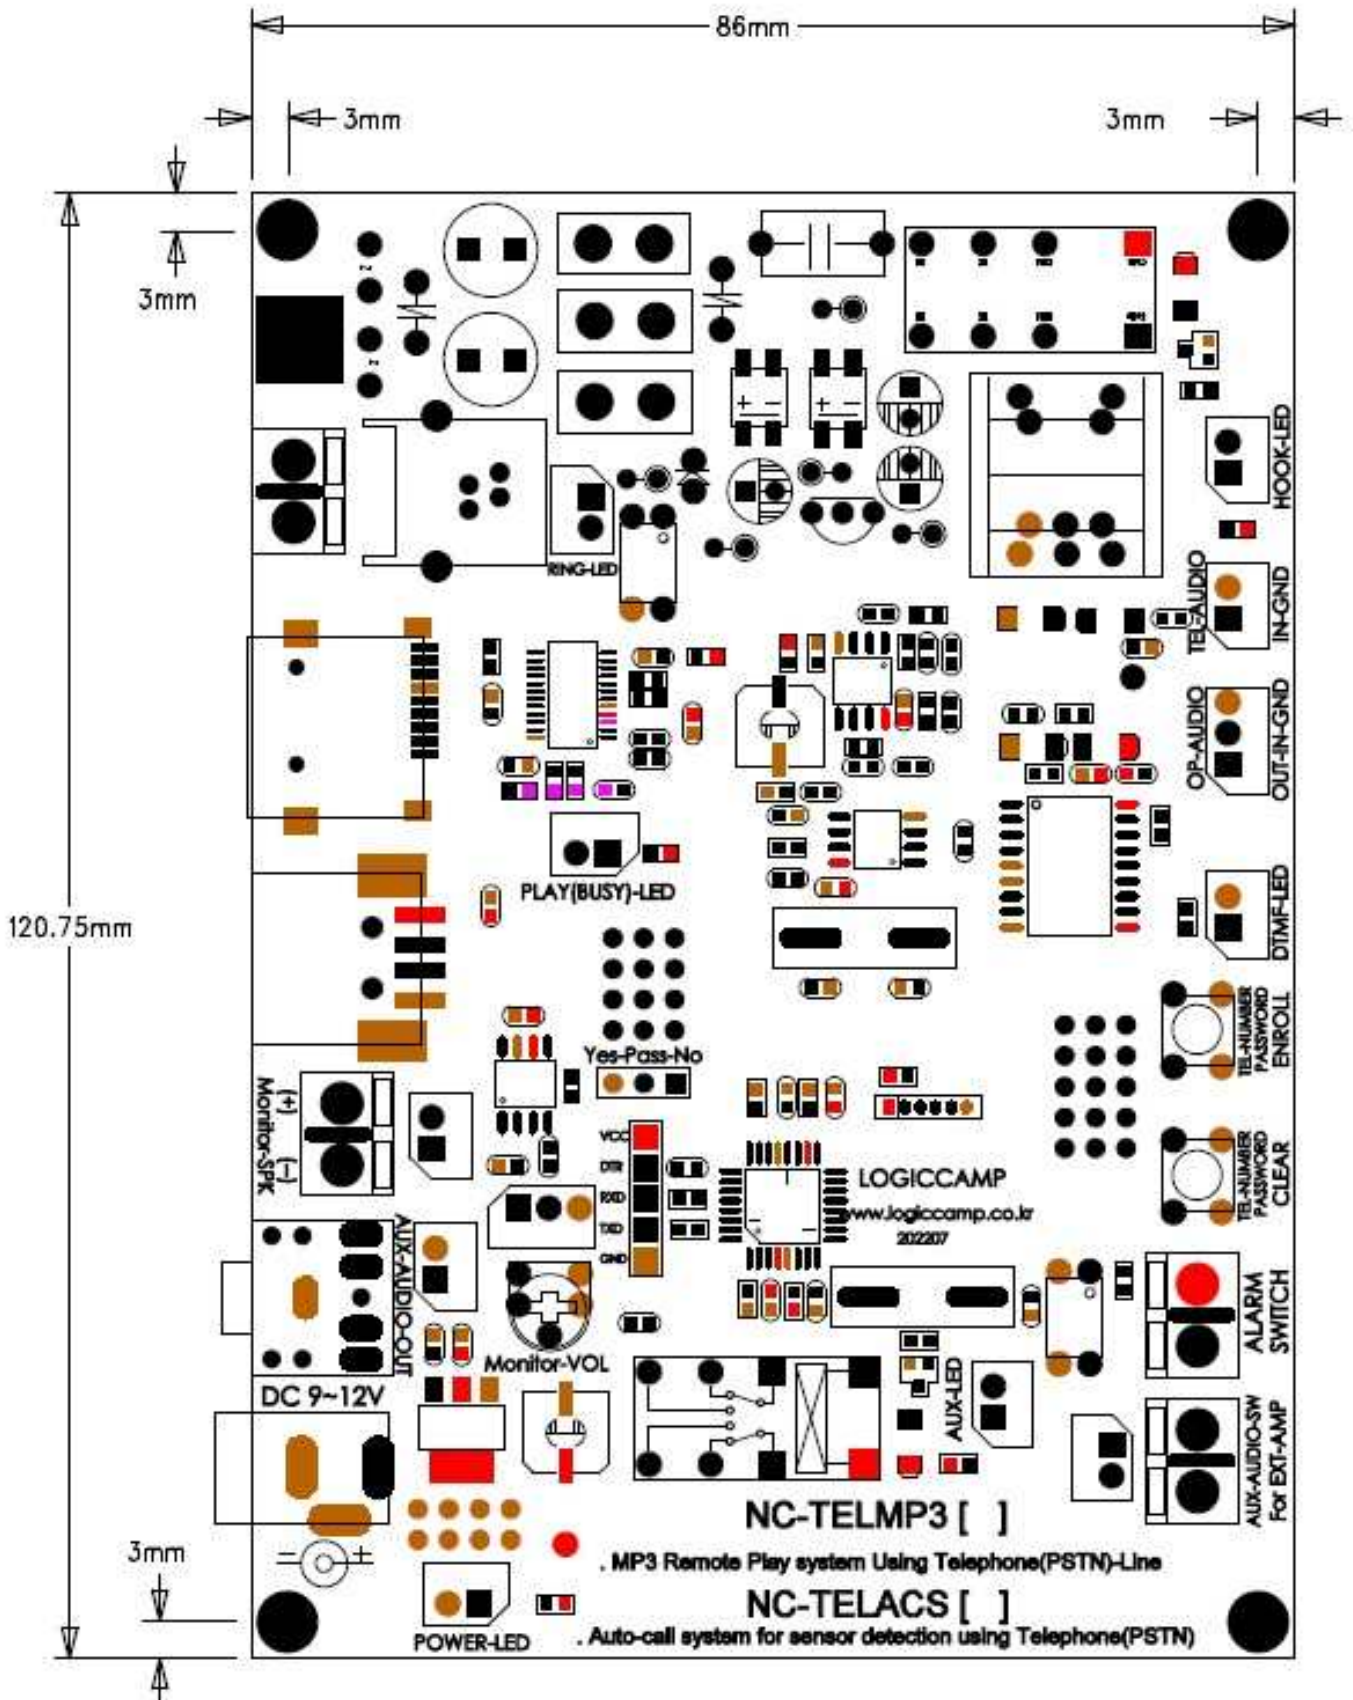 86mm
3mm
3mm
3mm
120.75mm
3mm
HOOK-LED
RING-LED
TEL-AUDIO
IN-GND
OP-AUDIO
OUT-IN-GND
PLAY(BUSY)-LED
DTMF-LED
TEL-NUMBER
PASSWORD
ENROLL
Yes-Pass-No
(+)
Monitor-SPK
(-)
VCC
DTR
RXD
TXD
GND
TEL-NUMBER
PASSWORD
CLEAR
LOGICCAMP
www.logiccamp.co.kr
202207
AUX-AUDIO-OUT
ALARM
SWITCH
Monitor-VOL
DC 9~12V
AUX-LED
AUX-AUDIO-SW
For EXT-AMP
NC-TELMP3 [ ]
. MP3 Remote Play system Using Telephone(PSTN)-Line
NC-TELACS [ ]
. Auto-call system for sensor detection using Telephone(PSTN)
POWER-LED